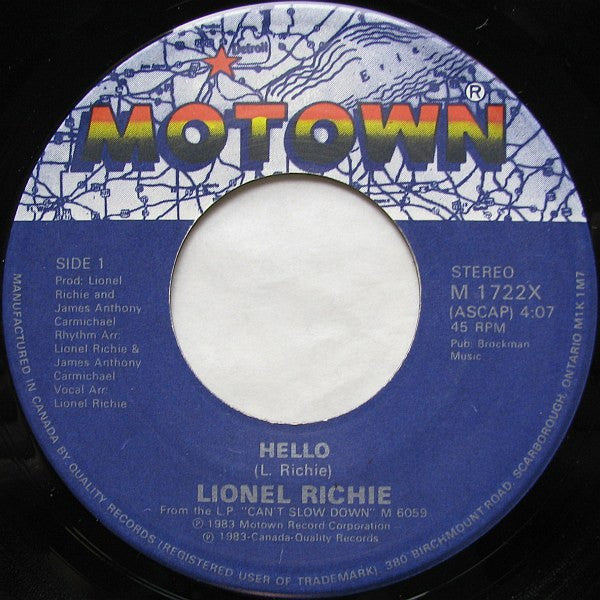 Detroit
Erie
MOTOWN®
SIDE 1
Prod: Lionel
Richie and
James Anthony
Carmichael
Rhythm Arr:
Lionel Richie &
James Anthony
Carmichael
Vocal Arr:
Lionel Richie
STEREO
M 1722X
(ASCAP) 4:07
45 RPM
Pub: Brockman
Music
HELLO
(L. Richie)
LIONEL RICHIE
From the L.P. "CAN'T SLOW DOWN" M 6059
℗ 1983 Motown Record Corporation
℗ 1983-Canada-Quality Records
MANUFACTURED IN CANADA BY QUALITY RECORDS (REGISTERED USER OF TRADEMARK) 380 BIRCHMOUNT ROAD, SCARBOROUGH, ONTARIO M1K 1M7